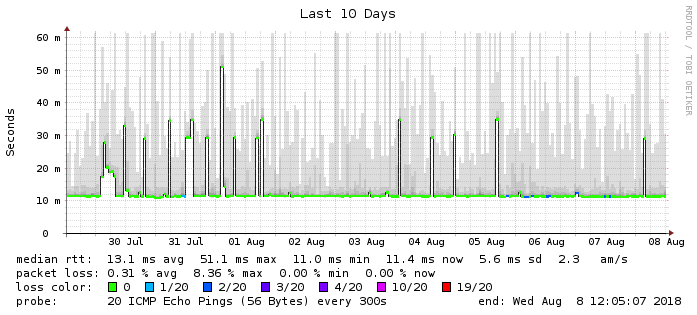 Last 10 Days
RRDTOOL / TOBI OETIKER
Seconds
60 m
50 m
40 m
30 m
20 m
10 m
0
30 Jul 31 Jul 01 Aug 02 Aug 03 Aug 04 Aug 05 Aug 06 Aug 07 Aug 08 Aug
median rtt: 13.1 ms avg 51.1 ms max 11.0 ms min 11.4 ms now 5.6 ms sd 2.3 am/s
packet loss: 0.31 % avg 8.36 % max 0.00 % min 0.00 % now
loss color: 0 1/20 2/20 3/20 4/20 10/20 19/20
probe: 20 ICMP Echo Pings (56 Bytes) every 300s end: Wed Aug 8 12:05:07 2018